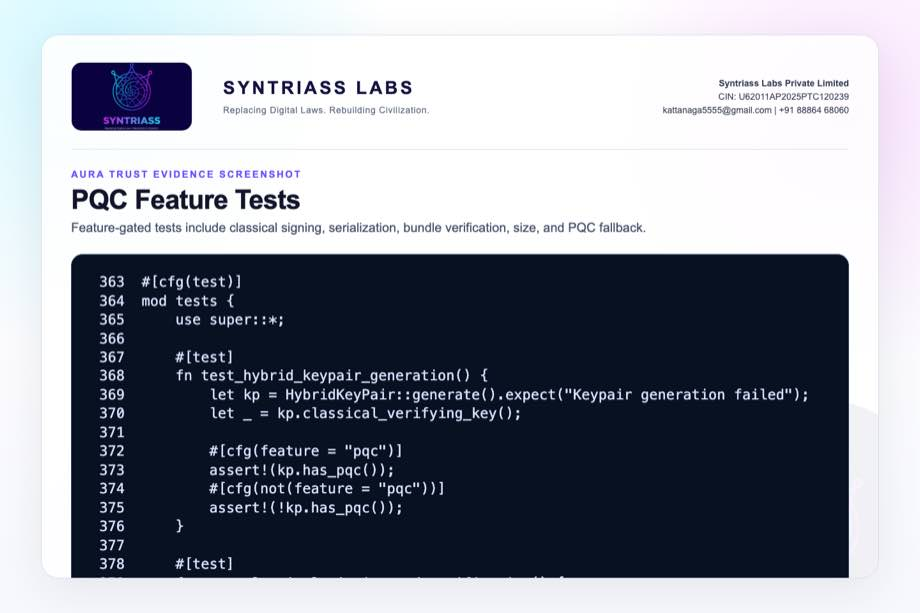 SYNTRIASS
SYNTRIASS LABS
Replacing Digital Laws. Rebuilding Civilization.
Syntriass Labs Private Limited
CIN: U62011AP2025PTC120239
kattanaga5555@gmail.com | +91 88864 68060
AURA TRUST EVIDENCE SCREENSHOT
PQC Feature Tests
Feature-gated tests include classical signing, serialization, bundle verification, size, and PQC fallback.
363 #[cfg(test)]
364 mod tests {
365     use super::*;
366
367     #[test]
368     fn test_hybrid_keypair_generation() {
369         let kp = HybridKeyPair::generate().expect("Keypair generation failed");
370         let _ = kp.classical_verifying_key();
371
372         #[cfg(feature = "pqc")]
373         assert!(kp.has_pqc());
374         #[cfg(not(feature = "pqc"))]
375         assert!(!kp.has_pqc());
376     }
377
378     #[test]